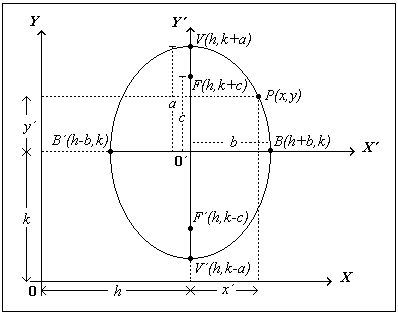 Y Y´
V(h,k+a)
F(h,k+c)
a P(x,y)
c
y´
b
B´(h-b,k) B(h+b,k) X´
0´
k F´(h,k-c)
V´(h,k-a)
X
0 h x´